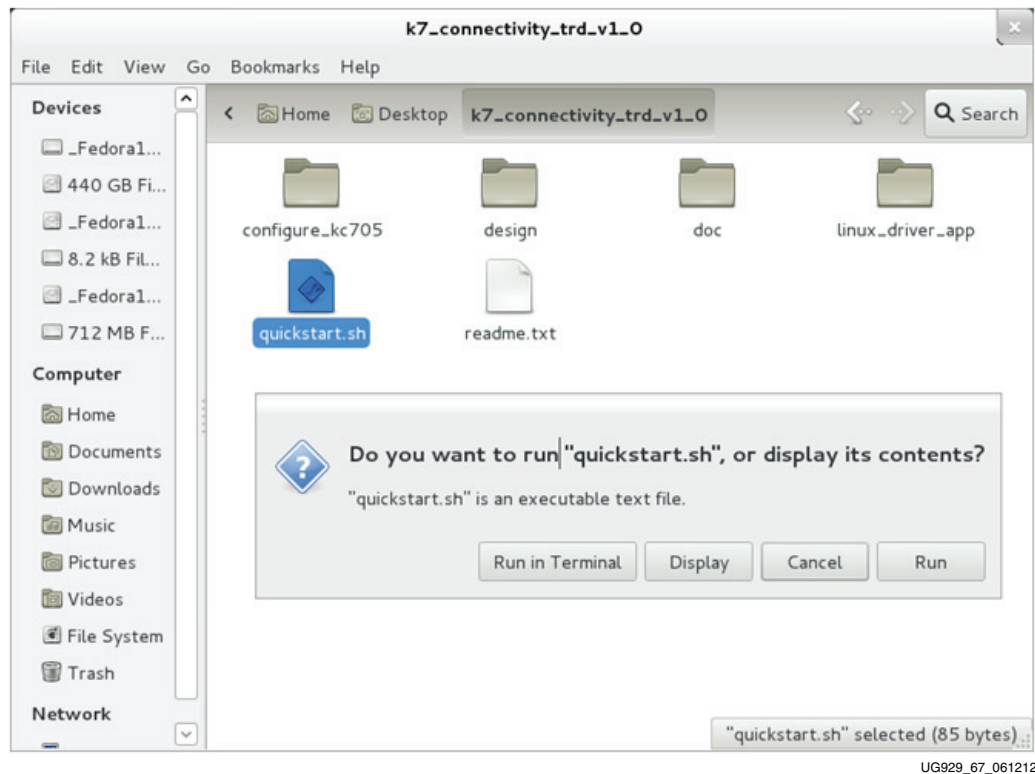 k7_connectivity_trd_v1_0
File Edit View Go Bookmarks Help
Devices
_Fedora1...
440 GB Fi...
_Fedora1...
8.2 kB Fil...
_Fedora1...
712 MB F...
Computer
Home
Documents
Downloads
Music
Pictures
Videos
File System
Trash
Network
Home Desktop k7_connectivity_trd_v1_0 Search
configure_kc705 design doc linux_driver_app
quickstart.sh readme.txt
Do you want to run "quickstart.sh", or display its contents?
"quickstart.sh" is an executable text file.
Run in Terminal Display Cancel Run
"quickstart.sh" selected (85 bytes)
UG929_67_061212